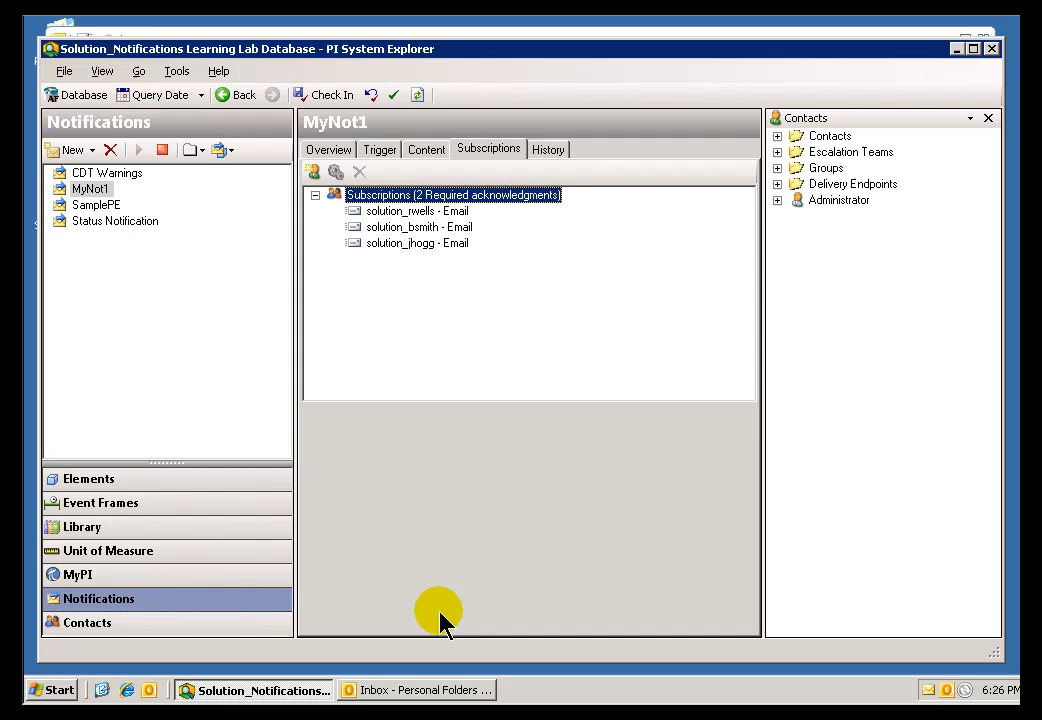 Solution_Notifications Learning Lab Database - PI System Explorer
File View Go Tools Help
Database Query Date Back Check In
Notifications
New
CDT Warnings
MyNot1
SamplePE
Status Notification
Elements
Event Frames
Library
Unit of Measure
MyPI
Notifications
Contacts
MyNot1
Overview Trigger Content Subscriptions History
Subscriptions (2 Required acknowledgments)
solution_rwells - Email
solution_bsmith - Email
solution_jhogg - Email
Contacts
Contacts
Escalation Teams
Groups
Delivery Endpoints
Administrator
Start Solution_Notifications... Inbox - Personal Folders ... 6:26 PM